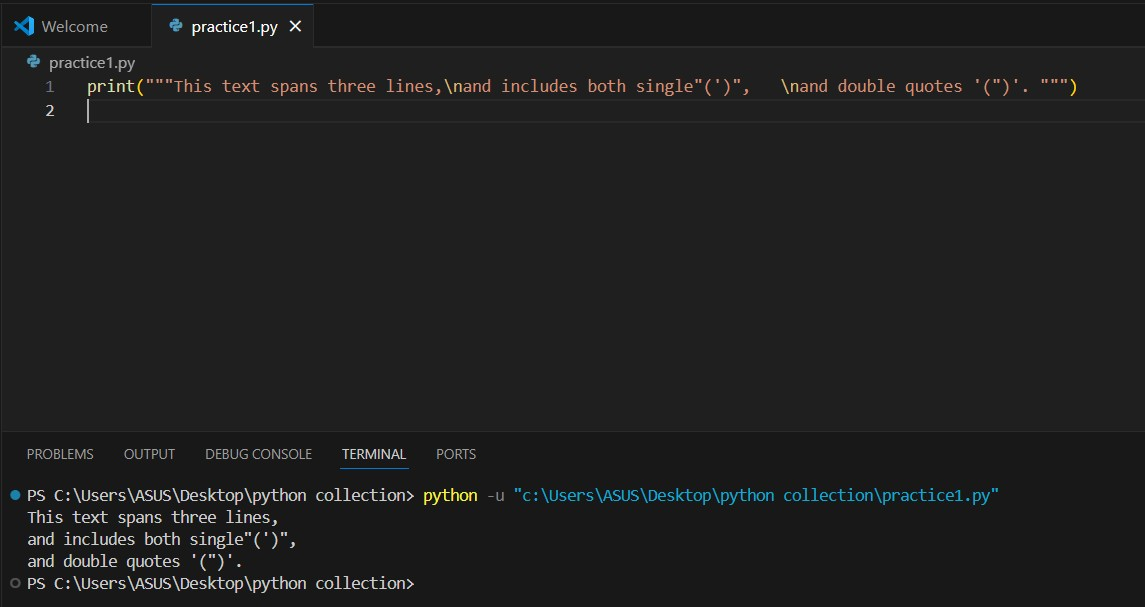 Welcome
practice1.py
practice1.py
1 print("""This text spans three lines,\nand includes both single"(')",   \nand double quotes '(")'. """)
2
PROBLEMS OUTPUT DEBUG CONSOLE TERMINAL PORTS
PS C:\Users\ASUS\Desktop\python collection> python -u "c:\Users\ASUS\Desktop\python collection\practice1.py"
This text spans three lines,
and includes both single"(')",
and double quotes '(")'.
PS C:\Users\ASUS\Desktop\python collection>